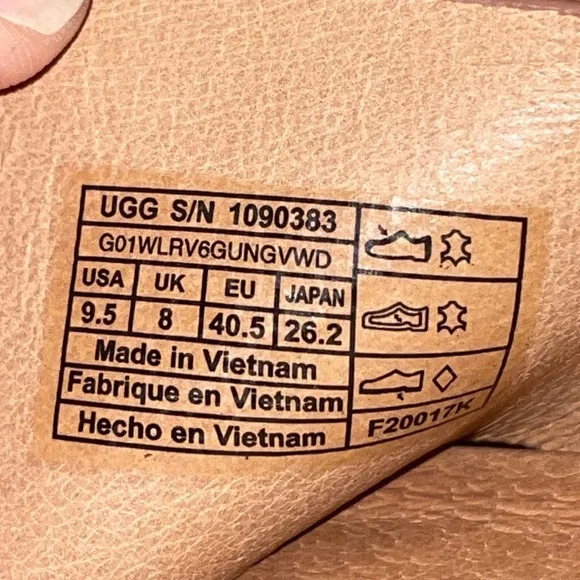 UGG S/N 1090383
G01WLRV6GUNGVWD
USA UK EU JAPAN
9.5 8 40.5 26.2
Made in Vietnam
Fabrique en Vietnam
Hecho en Vietnam
F20017K